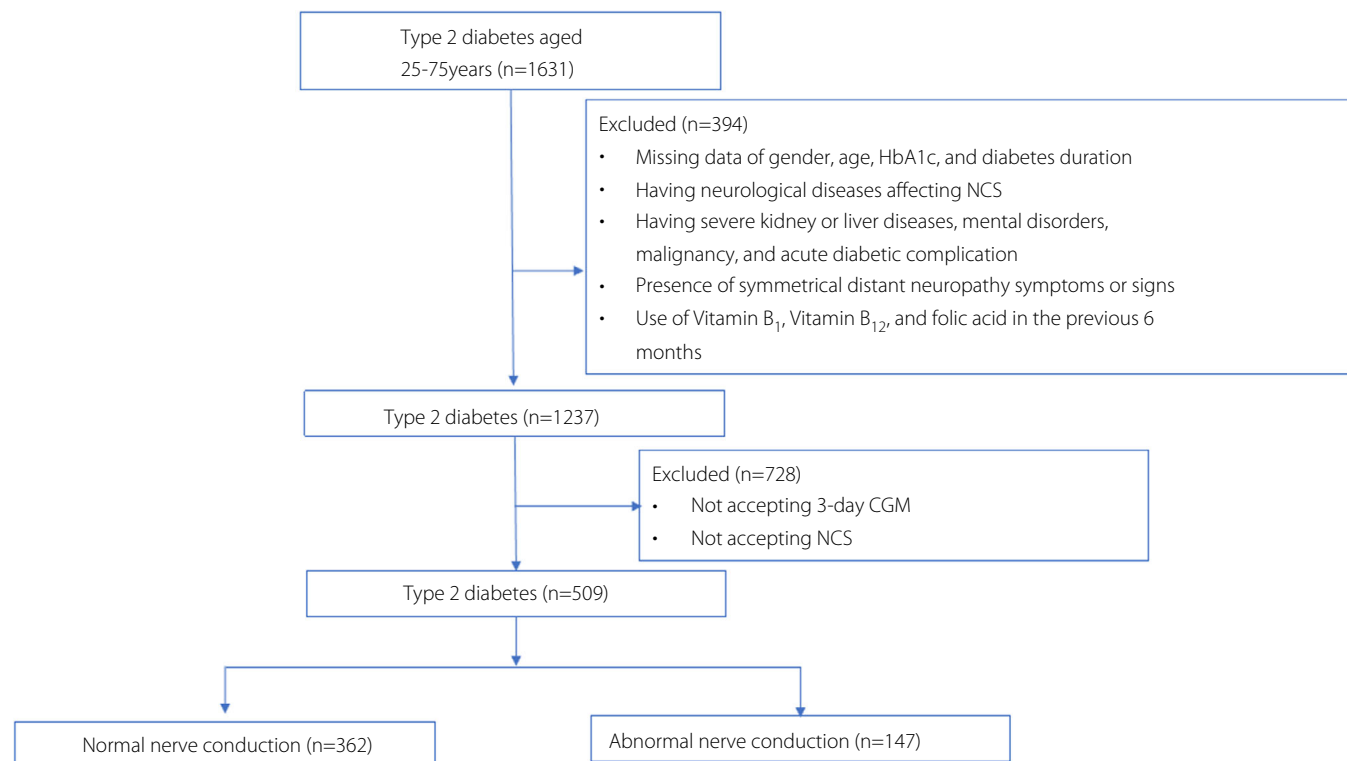 Type 2 diabetes aged
25-75years (n=1631)
Excluded (n=394)
• Missing data of gender, age, HbA1c, and diabetes duration
• Having neurological diseases affecting NCS
• Having severe kidney or liver diseases, mental disorders,
malignancy, and acute diabetic complication
• Presence of symmetrical distant neuropathy symptoms or signs
• Use of Vitamin B₁, Vitamin B₁₂, and folic acid in the previous 6
months
Type 2 diabetes (n=1237)
Excluded (n=728)
• Not accepting 3-day CGM
• Not accepting NCS
Type 2 diabetes (n=509)
Normal nerve conduction (n=362)
Abnormal nerve conduction (n=147)